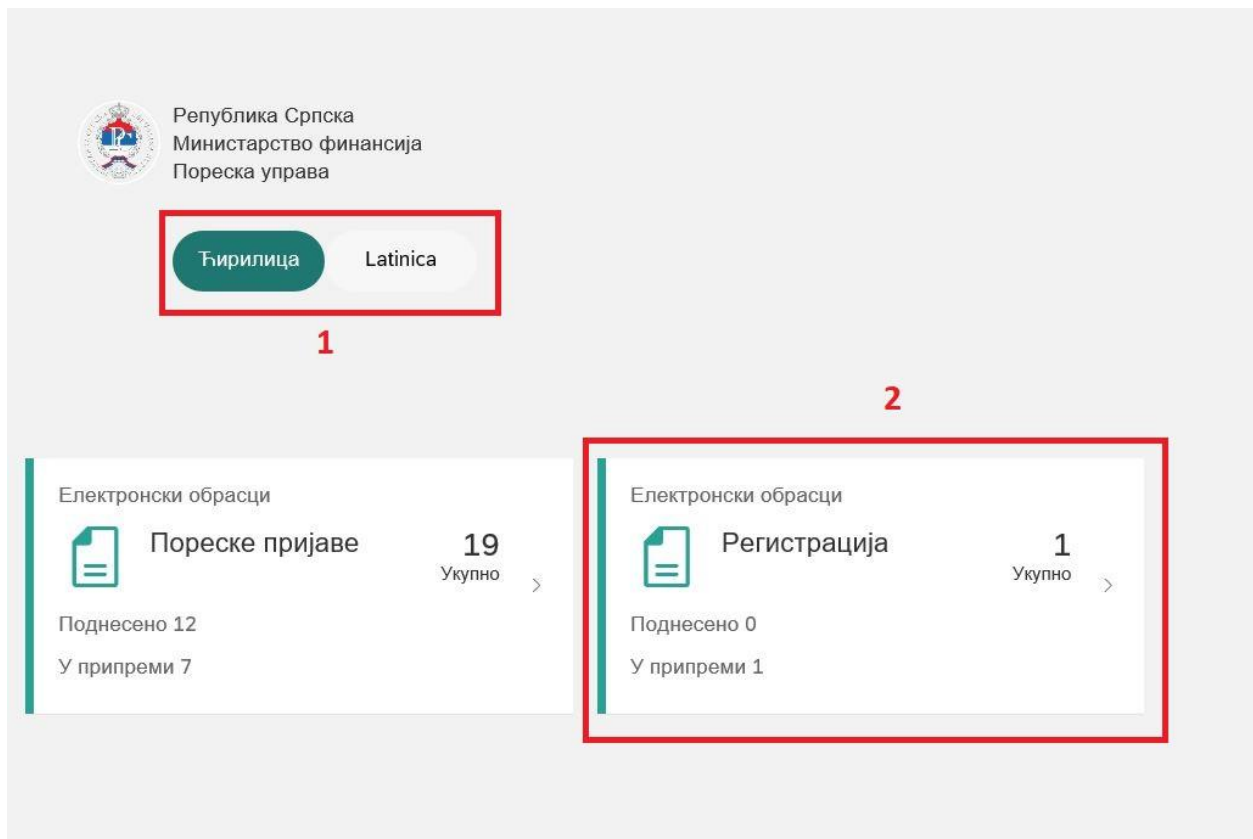 Република Српска
Министарство финансија
Пореска управа
Ћирилица Latinica
1
2
Електронски обрасци
Пореске пријаве 19
Укупно
Поднесено 12
У припреми 7
Електронски обрасци
Регистрација 1
Укупно
Поднесено 0
У припреми 1